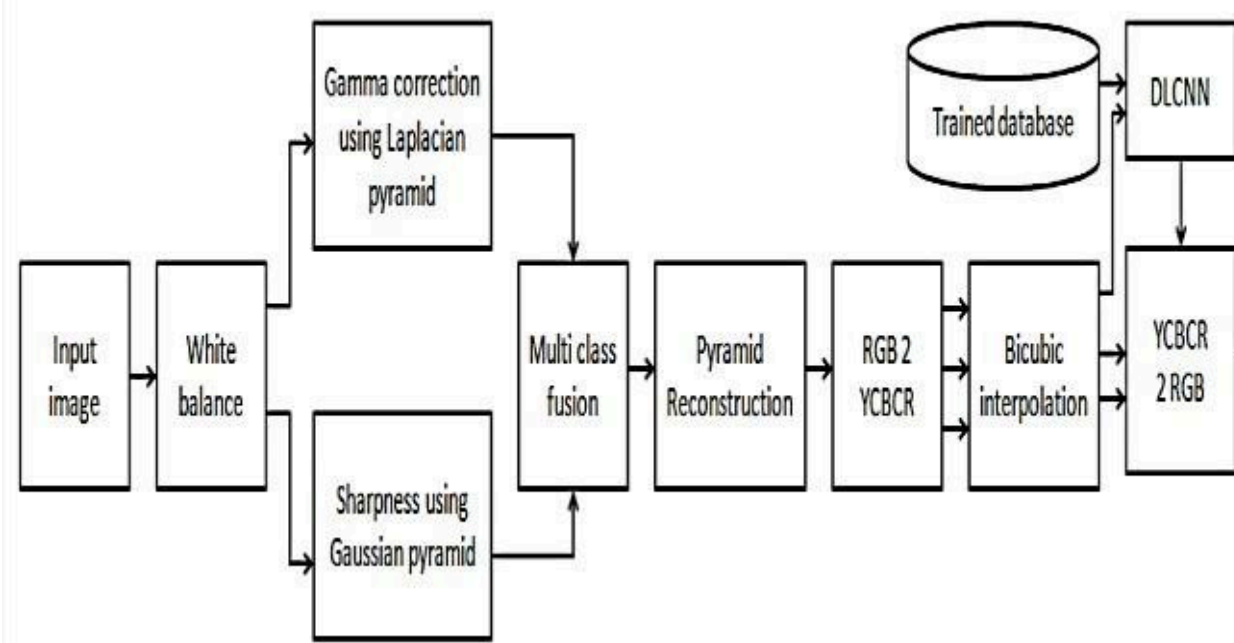 Input
image
White
balance
Gamma correction
using Laplacian
pyramid
Sharpness using
Gaussian pyramid
Multi class
fusion
Pyramid
Reconstruction
RGB 2
YCBCR
Bicubic
interpolation
Trained database
DLCNN
YCBCR
2 RGB